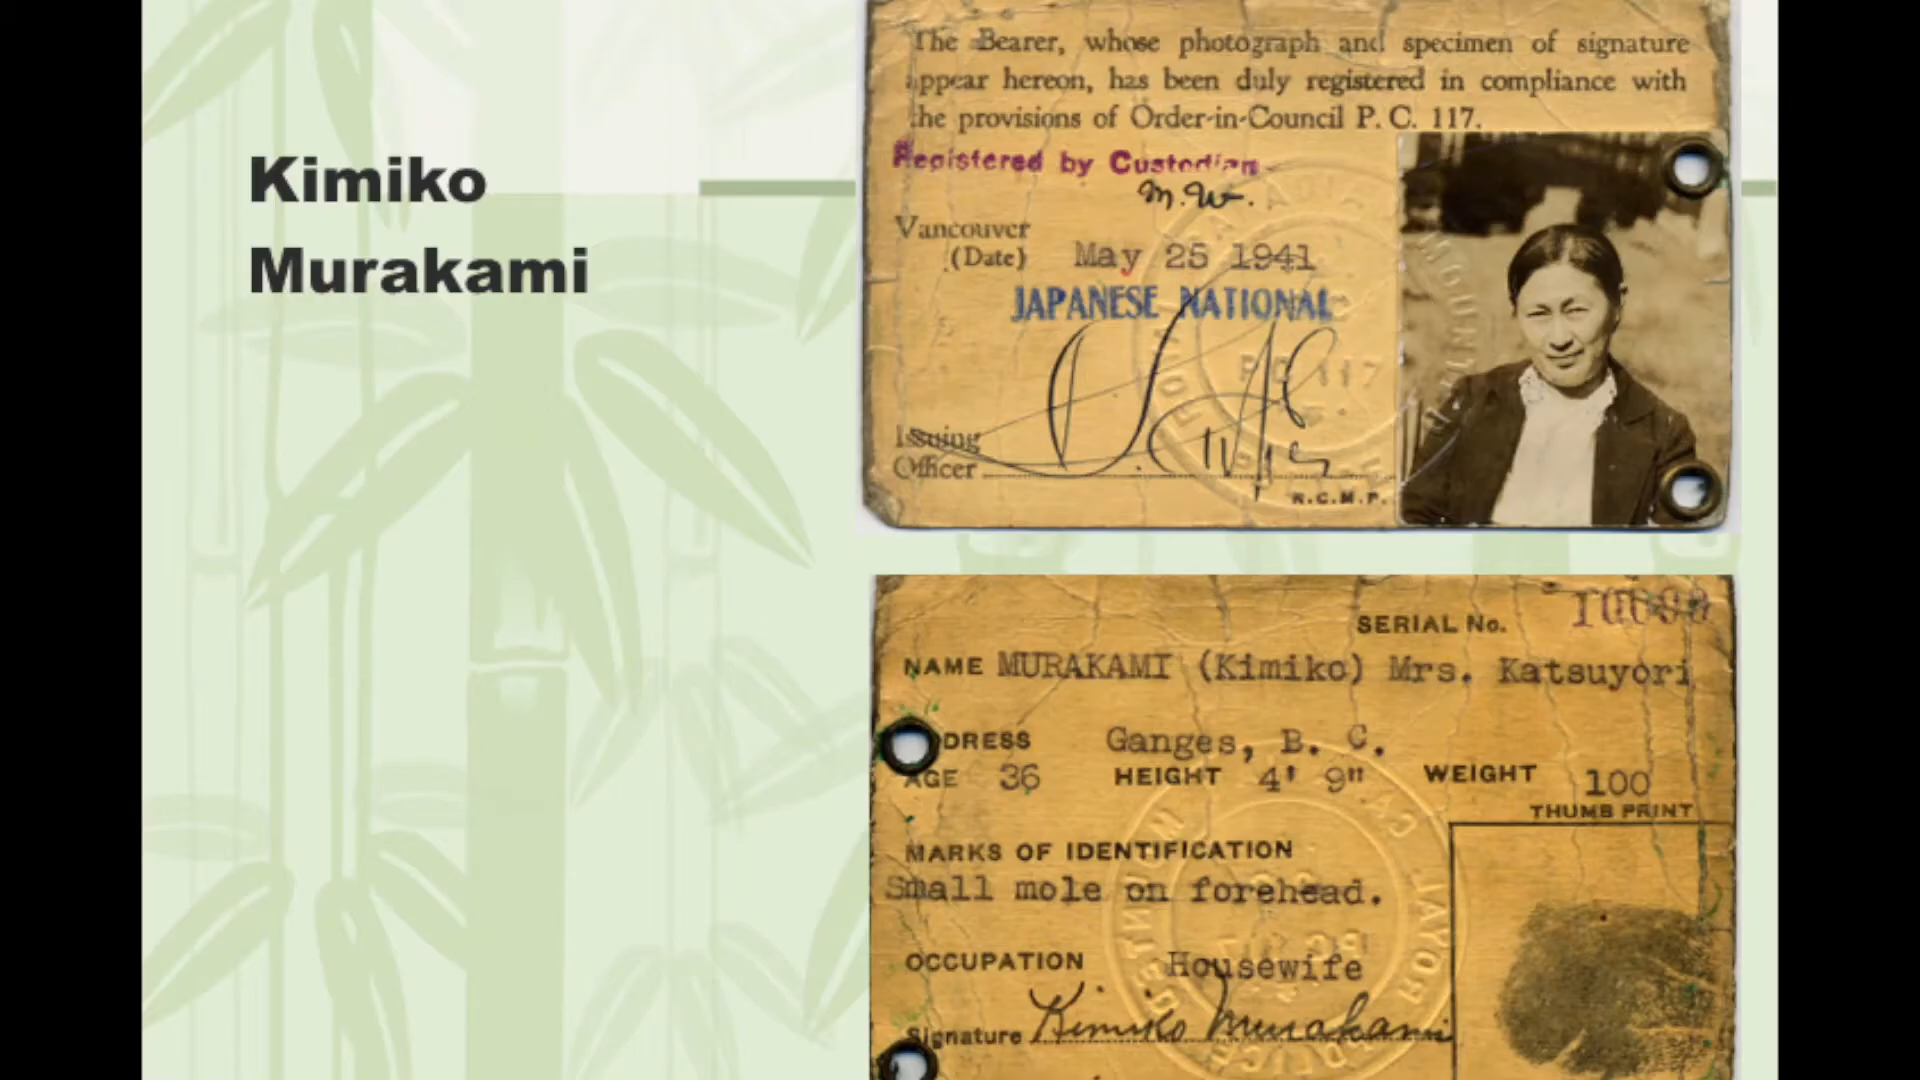 Kimiko
Murakami
The Bearer, whose photograph and specimen of signature
appear hereon, has been duly registered in compliance with
the provisions of Order-in-Council P. C. 117.
Registered by Custodian
M.W.
Vancouver
(Date) May 25 1941
JAPANESE NATIONAL
Issuing
Officer
R.C.M.P.
SERIAL No.
NAME MURAKAMI (Kimiko) Mrs. Katsuyori
DRESS Ganges, B. C.
AGE 36 HEIGHT 4' 9" WEIGHT 100
THUMB PRINT
MARKS OF IDENTIFICATION
Small mole on forehead.
OCCUPATION Housewife
Signature Kimiko Murakami